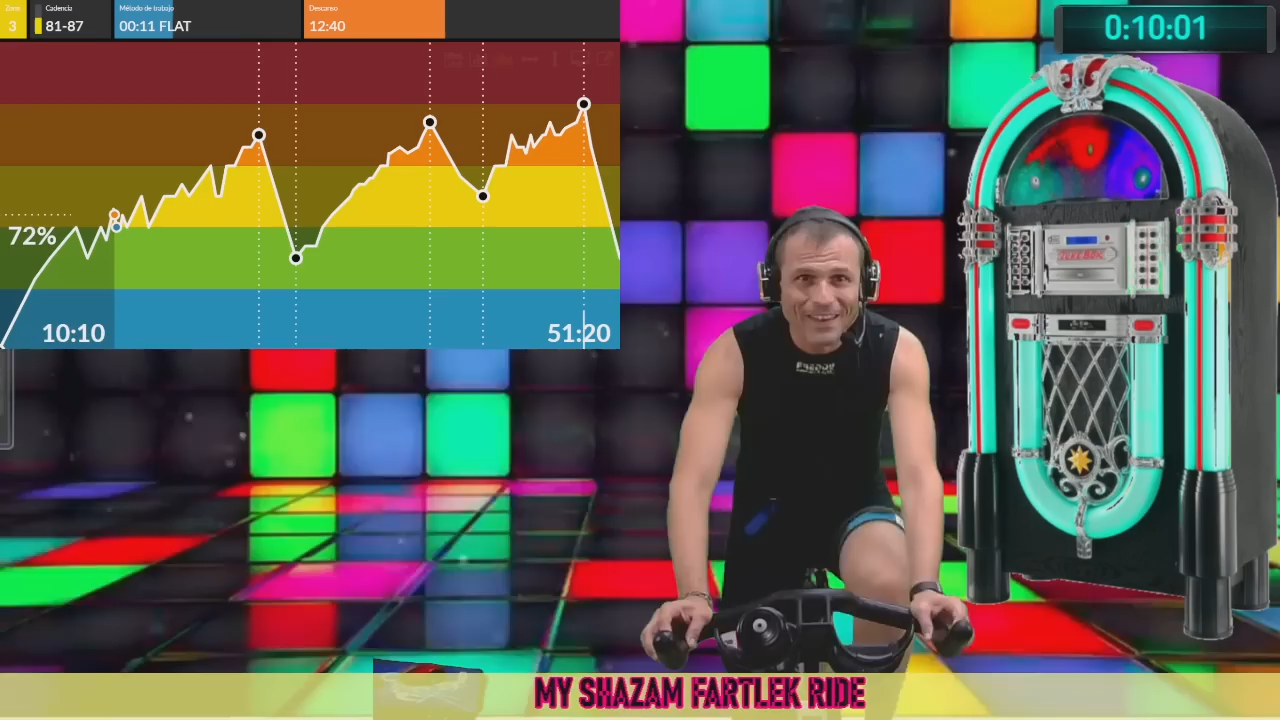 Zona
3
Cadencia
81-87
Método de trabajo
00:11 FLAT
Descanso
12:40
0:10:01
72%
10:10
51:20
FREDDY
MY SHAZAM FARTLEK RIDE